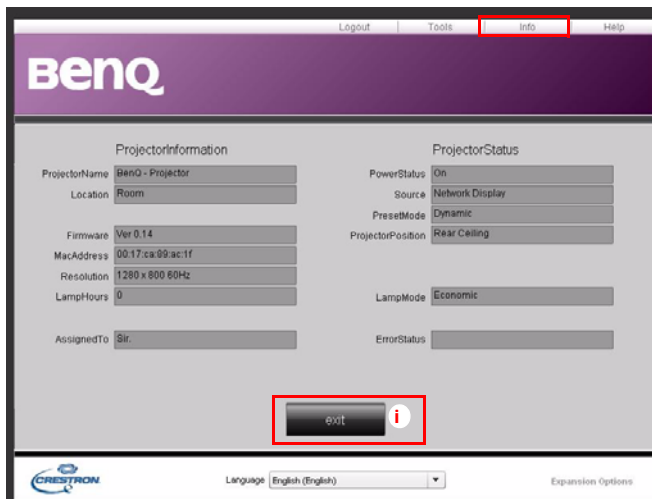 Logout Tools Info Help
BenQ
ProjectorInformation
ProjectorName BenQ - Projector
Location Room
Firmware Ver 0.14
MacAddress 00:17:ca:99:ac:1f
Resolution 1280 x 800 60Hz
LampHours 0
AssignedTo Sir.
ProjectorStatus
PowerStatus On
Source Network Display
PresetMode Dynamic
ProjectorPosition Rear Ceiling
LampMode Economic
ErrorStatus
exit i
CRESTRON
Language English (English)
Expansion Options